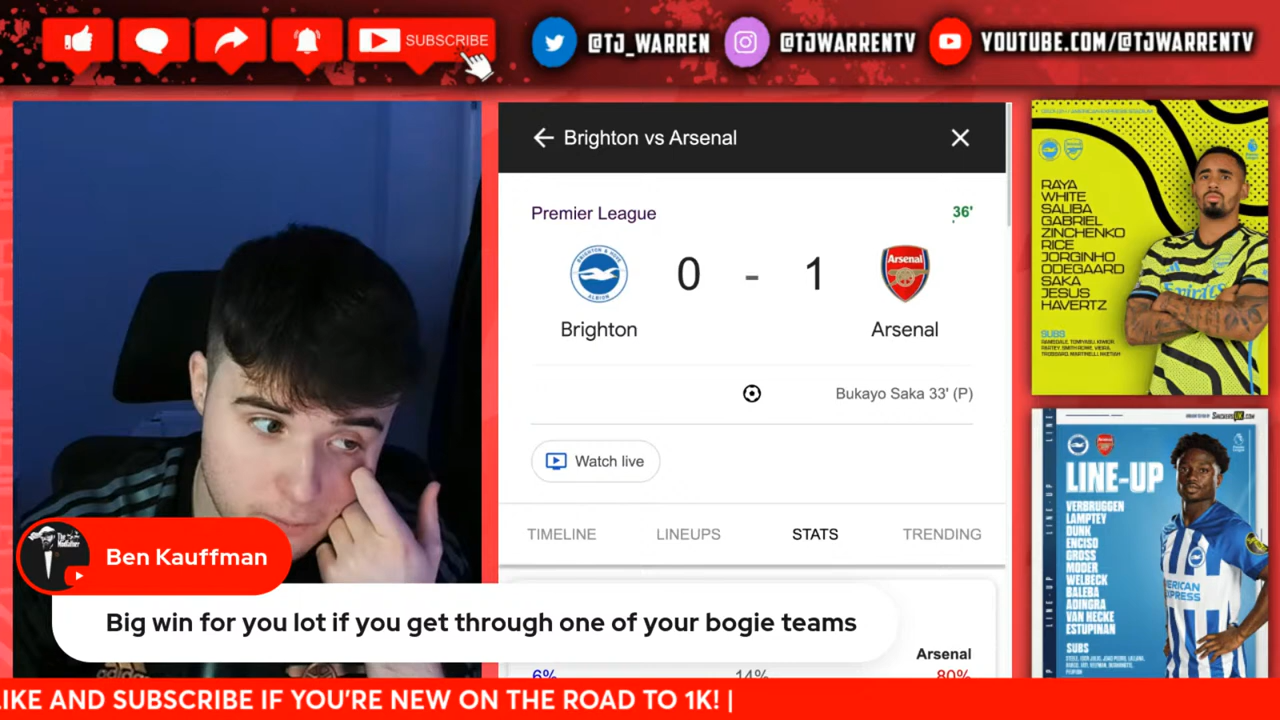 SUBSCRIBE
@TJ_WARREN
@TJWARRENTV
YOUTUBE.COM/@TJWARRENTV
Brighton vs Arsenal
Premier League
36'
0 - 1
Arsenal
Brighton
Arsenal
Bukayo Saka 33' (P)
Watch live
TIMELINE
LINEUPS
STATS
TRENDING
Arsenal
6%
14%
80%
RAYA
WHITE
SALIBA
GABRIEL
ZINCHENKO
RICE
JORGINHO
ODEGAARD
SAKA
JESUS
HAVERTZ
SUBS
LINE-UP
VERBRUGGEN
LAMPTEY
DUNK
ENCISO
GROSS
MODER
WELBECK
BALEBA
ADINGRA
VAN HECKE
ESTUPINAN
SUBS
Ben Kauffman
Big win for you lot if you get through one of your bogie teams
LIKE AND SUBSCRIBE IF YOU'RE NEW ON THE ROAD TO 1K! |